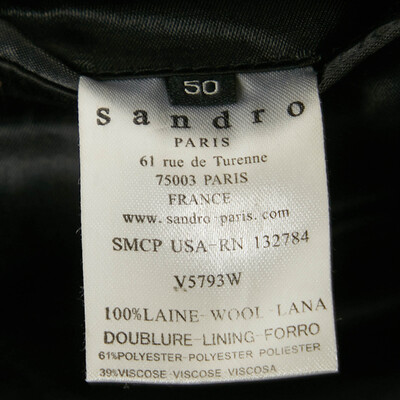 50
sandro
PARIS
61 rue de Turenne
75003 PARIS
FRANCE
www.sandro-paris.com
SMCP USA-RN 132784
V5793W
100%LAINE-WOOL-LANA
DOUBLURE-LINING-FORRO
61%POLYESTER-POLYESTER POLIESTER
39%VISCOSE-VISCOSE-VISCOSA